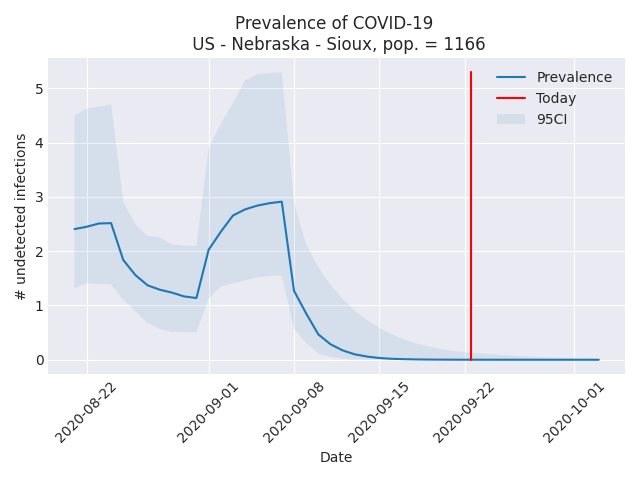 Prevalence of COVID-19
US - Nebraska - Sioux, pop. = 1166
# undetected infections
5
4
3
2
1
0
Prevalence
Today
95CI
2020-08-22
2020-09-01
2020-09-08
2020-09-15
2020-09-22
2020-10-01
Date